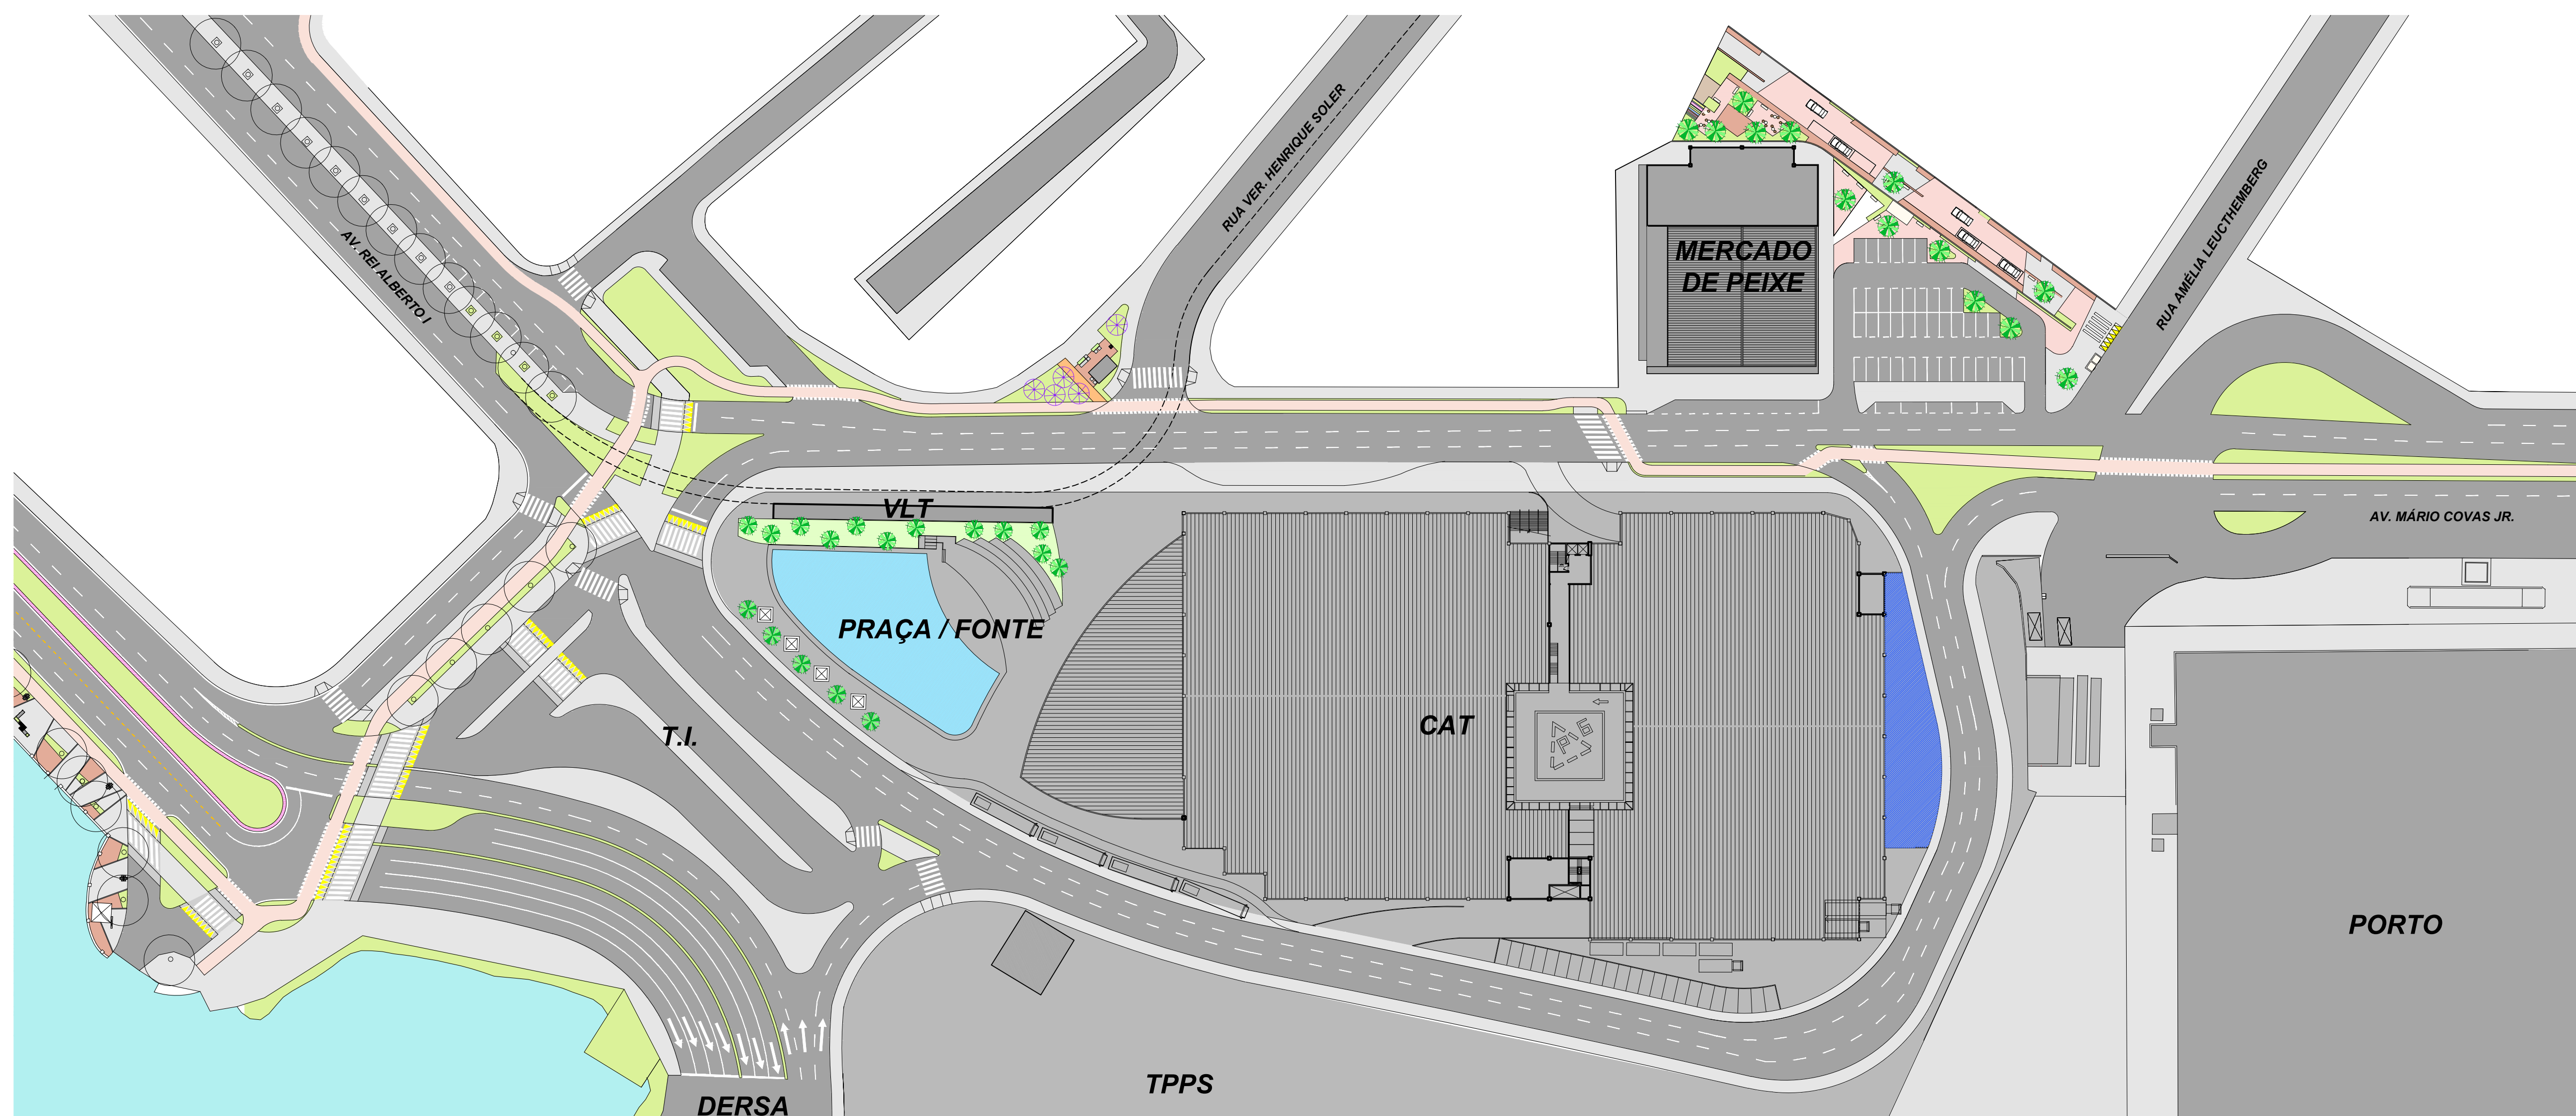 RUA VER. HENRIQUE SOLER
AV. REI ALBERTO I
MERCADO
DE PEIXE
RUA AMÉLIA LEUCTHEMBERG
VLT
AV. MÁRIO COVAS JR.
PRAÇA / FONTE
T.I.
CAT
PORTO
TPPS
DERSA